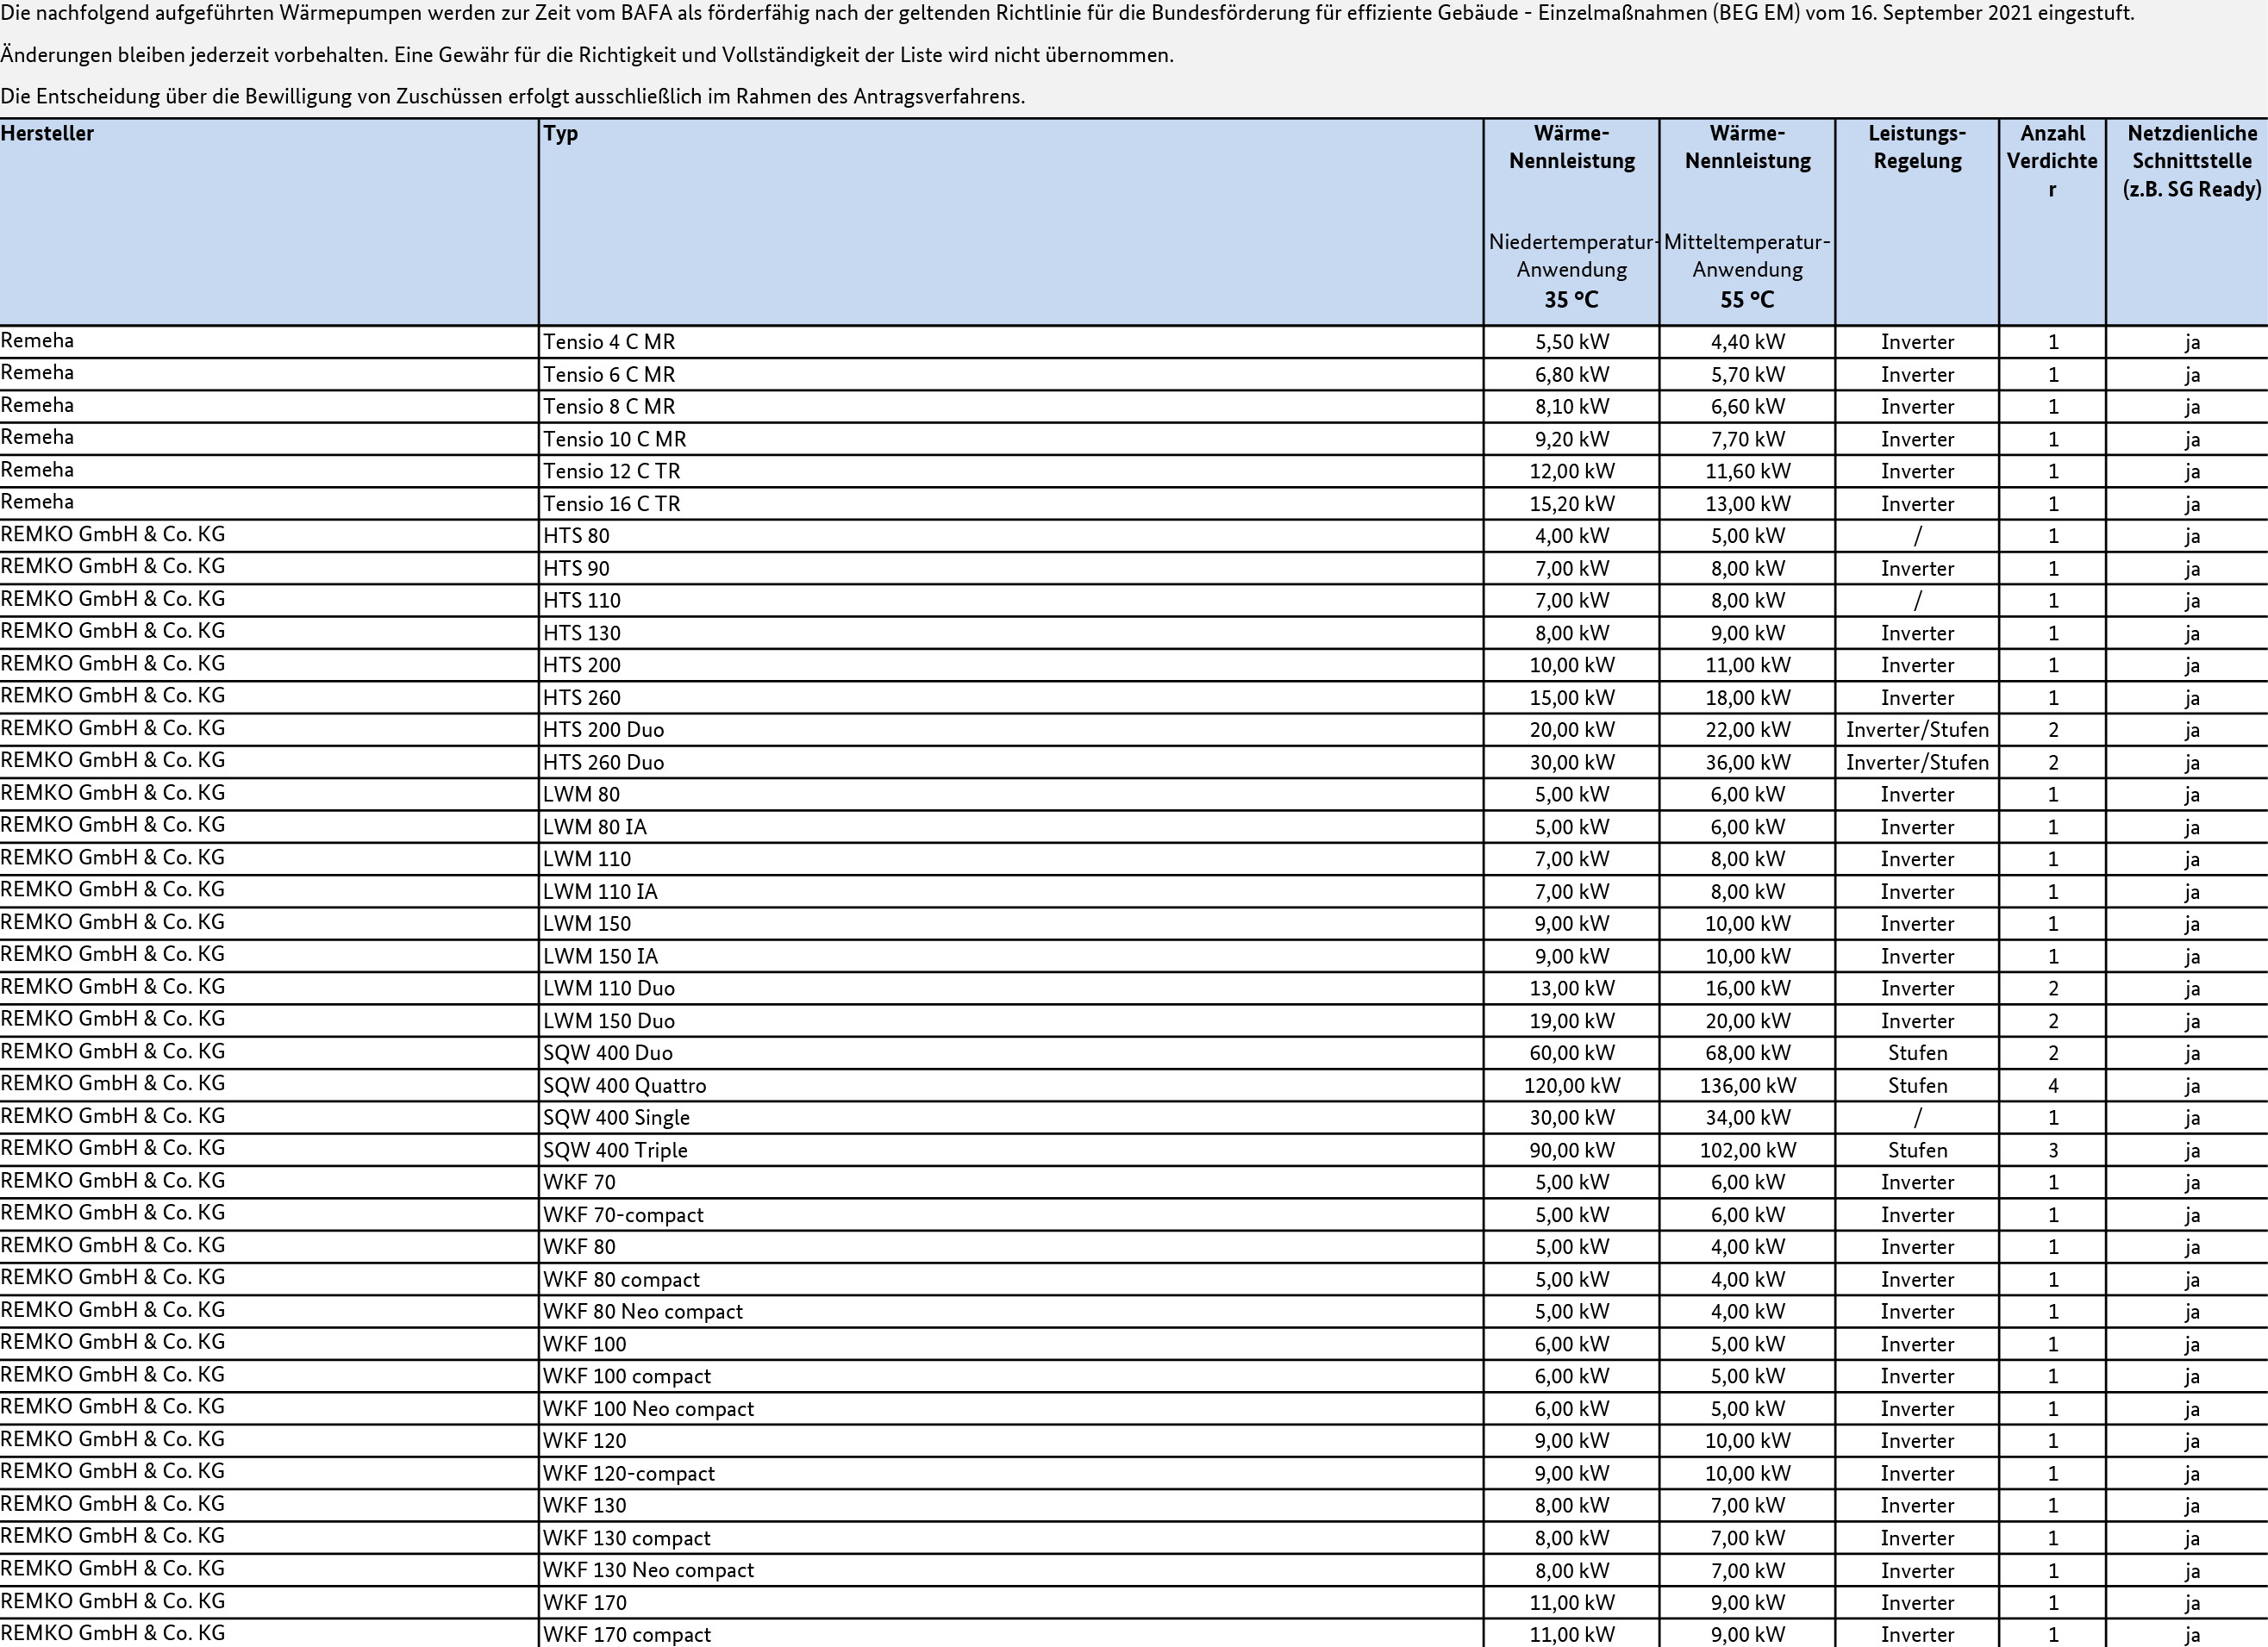 Die nachfolgend aufgeführten Wärmepumpen werden zur Zeit vom BAFA als förderfähig nach der geltenden Richtlinie für die Bundesförderung für effiziente Gebäude - Einzelmaßnahmen (BEG EM) vom 16. September 2021 eingestuft.
Änderungen bleiben jederzeit vorbehalten. Eine Gewähr für die Richtigkeit und Vollständigkeit der Liste wird nicht übernommen.
Die Entscheidung über die Bewilligung von Zuschüssen erfolgt ausschließlich im Rahmen des Antragsverfahrens.
Hersteller Typ Wärme- Wärme- Leistungs- Anzahl Netzdienliche
Nennleistung Nennleistung Regelung Verdichte Schnittstelle
r (z.B. SG Ready)
Niedertemperatur- Mitteltemperatur-
Anwendung Anwendung
35 °C 55 °C
Remeha Tensio 4 C MR 5,50 kW 4,40 kW Inverter 1 ja
Remeha Tensio 6 C MR 6,80 kW 5,70 kW Inverter 1 ja
Remeha Tensio 8 C MR 8,10 kW 6,60 kW Inverter 1 ja
Remeha Tensio 10 C MR 9,20 kW 7,70 kW Inverter 1 ja
Remeha Tensio 12 C TR 12,00 kW 11,60 kW Inverter 1 ja
Remeha Tensio 16 C TR 15,20 kW 13,00 kW Inverter 1 ja
REMKO GmbH & Co. KG HTS 80 4,00 kW 5,00 kW / 1 ja
REMKO GmbH & Co. KG HTS 90 7,00 kW 8,00 kW Inverter 1 ja
REMKO GmbH & Co. KG HTS 110 7,00 kW 8,00 kW / 1 ja
REMKO GmbH & Co. KG HTS 130 8,00 kW 9,00 kW Inverter 1 ja
REMKO GmbH & Co. KG HTS 200 10,00 kW 11,00 kW Inverter 1 ja
REMKO GmbH & Co. KG HTS 260 15,00 kW 18,00 kW Inverter 1 ja
REMKO GmbH & Co. KG HTS 200 Duo 20,00 kW 22,00 kW Inverter/Stufen 2 ja
REMKO GmbH & Co. KG HTS 260 Duo 30,00 kW 36,00 kW Inverter/Stufen 2 ja
REMKO GmbH & Co. KG LWM 80 5,00 kW 6,00 kW Inverter 1 ja
REMKO GmbH & Co. KG LWM 80 IA 5,00 kW 6,00 kW Inverter 1 ja
REMKO GmbH & Co. KG LWM 110 7,00 kW 8,00 kW Inverter 1 ja
REMKO GmbH & Co. KG LWM 110 IA 7,00 kW 8,00 kW Inverter 1 ja
REMKO GmbH & Co. KG LWM 150 9,00 kW 10,00 kW Inverter 1 ja
REMKO GmbH & Co. KG LWM 150 IA 9,00 kW 10,00 kW Inverter 1 ja
REMKO GmbH & Co. KG LWM 110 Duo 13,00 kW 16,00 kW Inverter 2 ja
REMKO GmbH & Co. KG LWM 150 Duo 19,00 kW 20,00 kW Inverter 2 ja
REMKO GmbH & Co. KG SQW 400 Duo 60,00 kW 68,00 kW Stufen 2 ja
REMKO GmbH & Co. KG SQW 400 Quattro 120,00 kW 136,00 kW Stufen 4 ja
REMKO GmbH & Co. KG SQW 400 Single 30,00 kW 34,00 kW / 1 ja
REMKO GmbH & Co. KG SQW 400 Triple 90,00 kW 102,00 kW Stufen 3 ja
REMKO GmbH & Co. KG WKF 70 5,00 kW 6,00 kW Inverter 1 ja
REMKO GmbH & Co. KG WKF 70-compact 5,00 kW 6,00 kW Inverter 1 ja
REMKO GmbH & Co. KG WKF 80 5,00 kW 4,00 kW Inverter 1 ja
REMKO GmbH & Co. KG WKF 80 compact 5,00 kW 4,00 kW Inverter 1 ja
REMKO GmbH & Co. KG WKF 80 Neo compact 5,00 kW 4,00 kW Inverter 1 ja
REMKO GmbH & Co. KG WKF 100 6,00 kW 5,00 kW Inverter 1 ja
REMKO GmbH & Co. KG WKF 100 compact 6,00 kW 5,00 kW Inverter 1 ja
REMKO GmbH & Co. KG WKF 100 Neo compact 6,00 kW 5,00 kW Inverter 1 ja
REMKO GmbH & Co. KG WKF 120 9,00 kW 10,00 kW Inverter 1 ja
REMKO GmbH & Co. KG WKF 120-compact 9,00 kW 10,00 kW Inverter 1 ja
REMKO GmbH & Co. KG WKF 130 8,00 kW 7,00 kW Inverter 1 ja
REMKO GmbH & Co. KG WKF 130 compact 8,00 kW 7,00 kW Inverter 1 ja
REMKO GmbH & Co. KG WKF 130 Neo compact 8,00 kW 7,00 kW Inverter 1 ja
REMKO GmbH & Co. KG WKF 170 11,00 kW 9,00 kW Inverter 1 ja
REMKO GmbH & Co. KG WKF 170 compact 11,00 kW 9,00 kW Inverter 1 ja